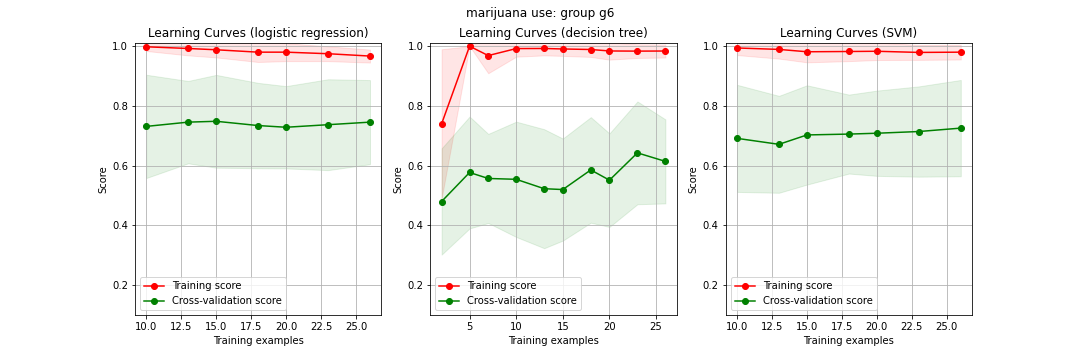 marijuana use: group g6
Learning Curves (logistic regression)
1.0
0.8
0.6
0.4
0.2
Score
10.0 12.5 15.0 17.5 20.0 22.5 25.0
Training examples
Training score
Cross-validation score
Learning Curves (decision tree)
1.0
0.8
0.6
0.4
0.2
Score
5 10 15 20 25
Training examples
Training score
Cross-validation score
Learning Curves (SVM)
1.0
0.8
0.6
0.4
0.2
Score
10.0 12.5 15.0 17.5 20.0 22.5 25.0
Training examples
Training score
Cross-validation score